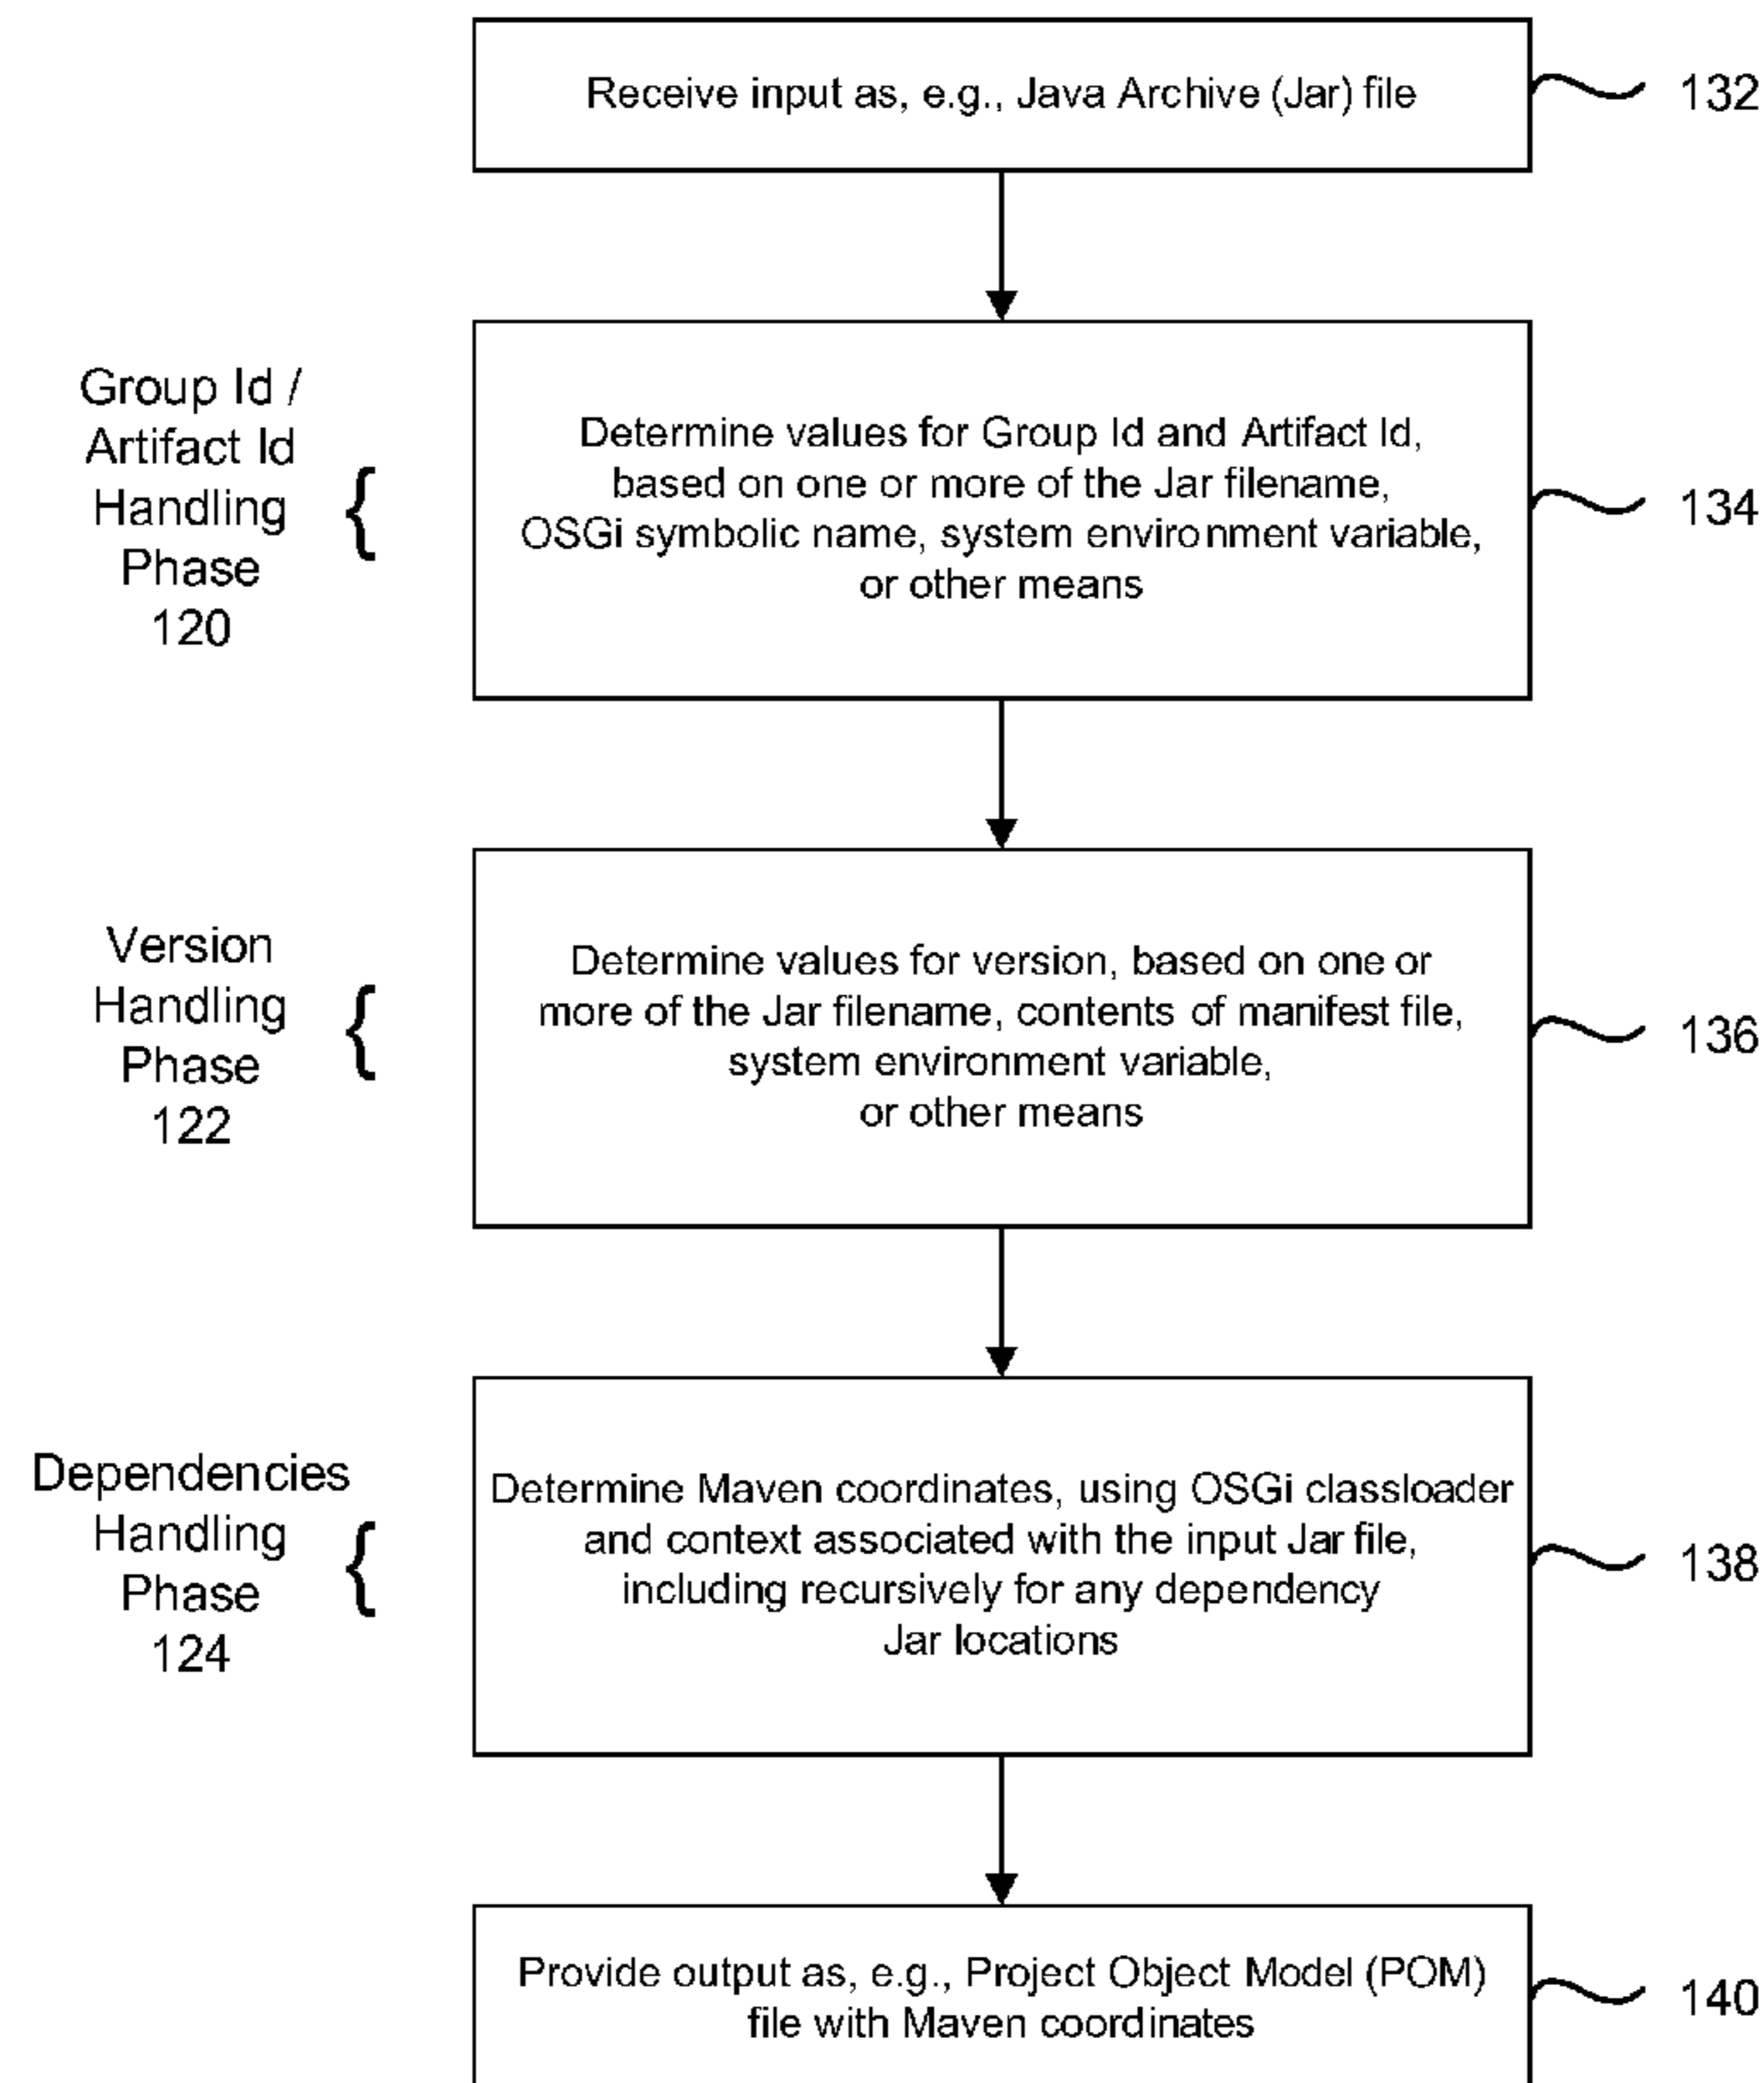 Receive input as, e.g., Java Archive (Jar) file
132
Group Id /
Artifact Id
Handling
Phase
120
{
Determine values for Group Id and Artifact Id,
based on one or more of the Jar filename,
OSGi symbolic name, system environment variable,
or other means
134
Version
Handling
Phase
122
{
Determine values for version, based on one or
more of the Jar filename, contents of manifest file,
system environment variable,
or other means
136
Dependencies
Handling
Phase
124
{
Determine Maven coordinates, using OSGi classloader
and context associated with the input Jar file,
including recursively for any dependency
Jar locations
138
Provide output as, e.g., Project Object Model (POM)
file with Maven coordinates
140